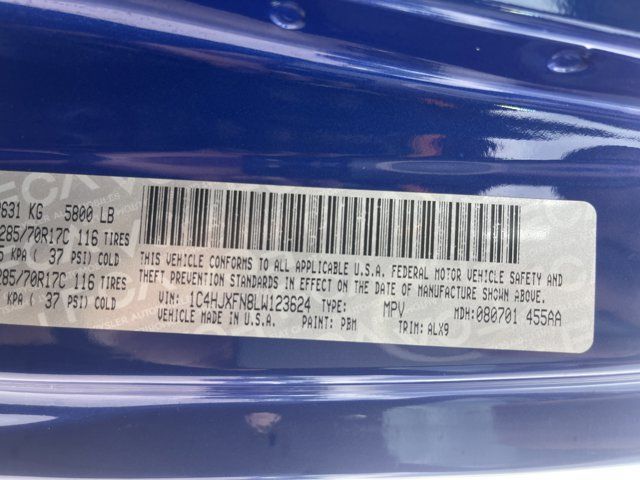 2631 KG 5800 LB
285/70R17C 116 TIRES
5 KPA ( 37 PSI) COLD
285/70R17C 116 TIRES
KPA ( 37 PSI) COLD
THIS VEHICLE CONFORMS TO ALL APPLICABLE U.S.A. FEDERAL MOTOR VEHICLE SAFETY AND
THEFT PREVENTION STANDARDS IN EFFECT ON THE DATE OF MANUFACTURE SHOWN ABOVE.
VIN: 1C4HJXFN8LW123624 TYPE: MPV MDH:080701 455AA
VEHICLE MADE IN U.S.A. PAINT: PBM TRIM: ALX9